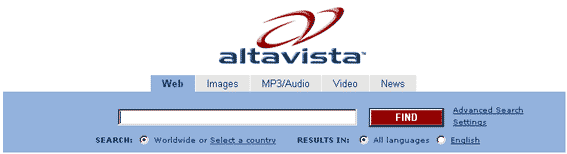 altavista™
Web Images MP3/Audio Video News
FIND Advanced Search
Settings
SEARCH: Worldwide or Select a country RESULTS IN: All languages English